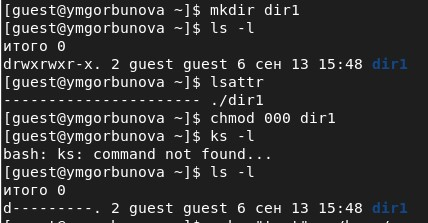 [guest@ymgorbunova ~]$ mkdir dir1
[guest@ymgorbunova ~]$ ls -l
итого 0
drwxrwxr-x. 2 guest guest 6 сен 13 15:48 dir1
[guest@ymgorbunova ~]$ lsattr
---------------------- ./dir1
[guest@ymgorbunova ~]$ chmod 000 dir1
[guest@ymgorbunova ~]$ ks -l
bash: ks: command not found...
[guest@ymgorbunova ~]$ ls -l
итого 0
d---------. 2 guest guest 6 сен 13 15:48 dir1